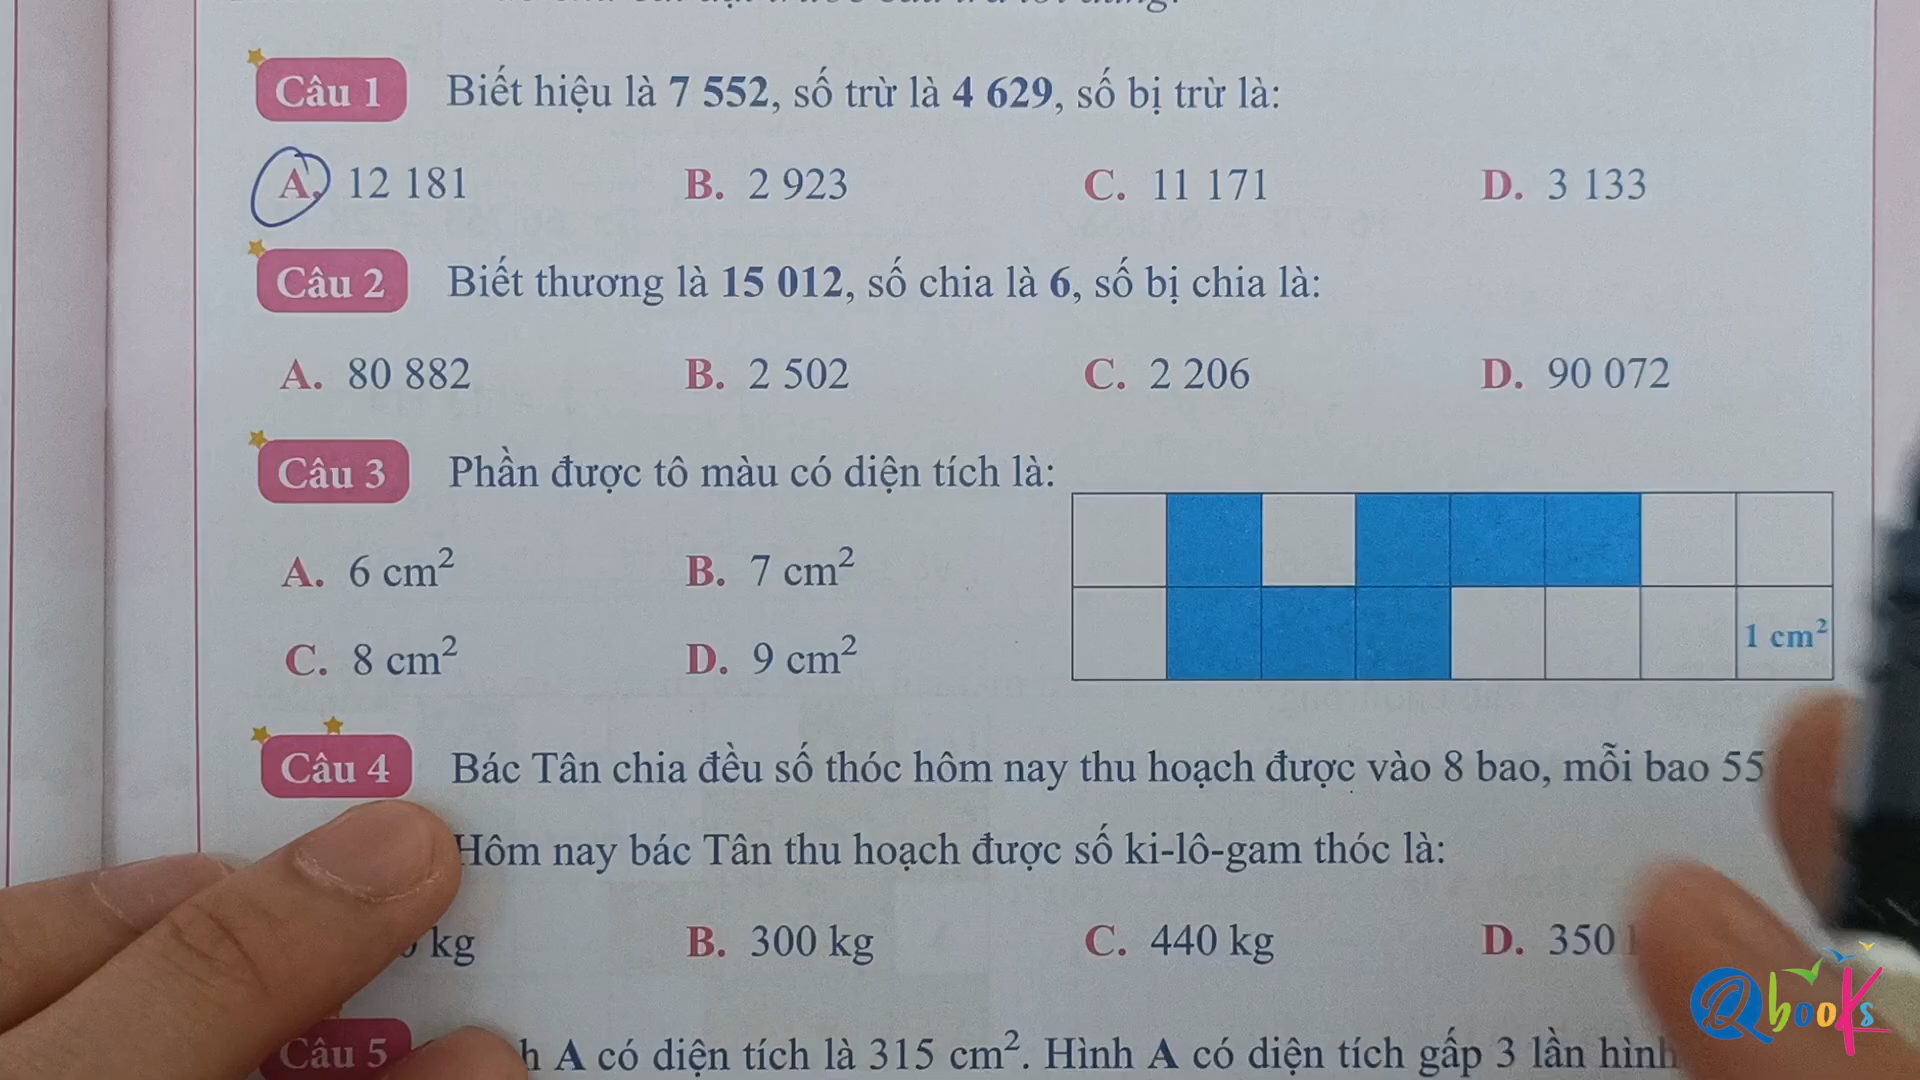 Câu 1 Biết hiệu là 7 552, số trừ là 4 629, số bị trừ là:
A. 12 181 B. 2 923 C. 11 171 D. 3 133
Câu 2 Biết thương là 15 012, số chia là 6, số bị chia là:
A. 80 882 B. 2 502 C. 2 206 D. 90 072
Câu 3 Phần được tô màu có diện tích là:
A. 6 cm² B. 7 cm²
1 cm²
C. 8 cm² D. 9 cm²
Câu 4 Bác Tân chia đều số thóc hôm nay thu hoạch được vào 8 bao, mỗi bao 55
Hôm nay bác Tân thu hoạch được số ki-lô-gam thóc là:
kg B. 300 kg C. 440 kg D. 350
Qbooks
Câu 5 A có diện tích là 315 cm². Hình A có diện tích gấp 3 lần hình